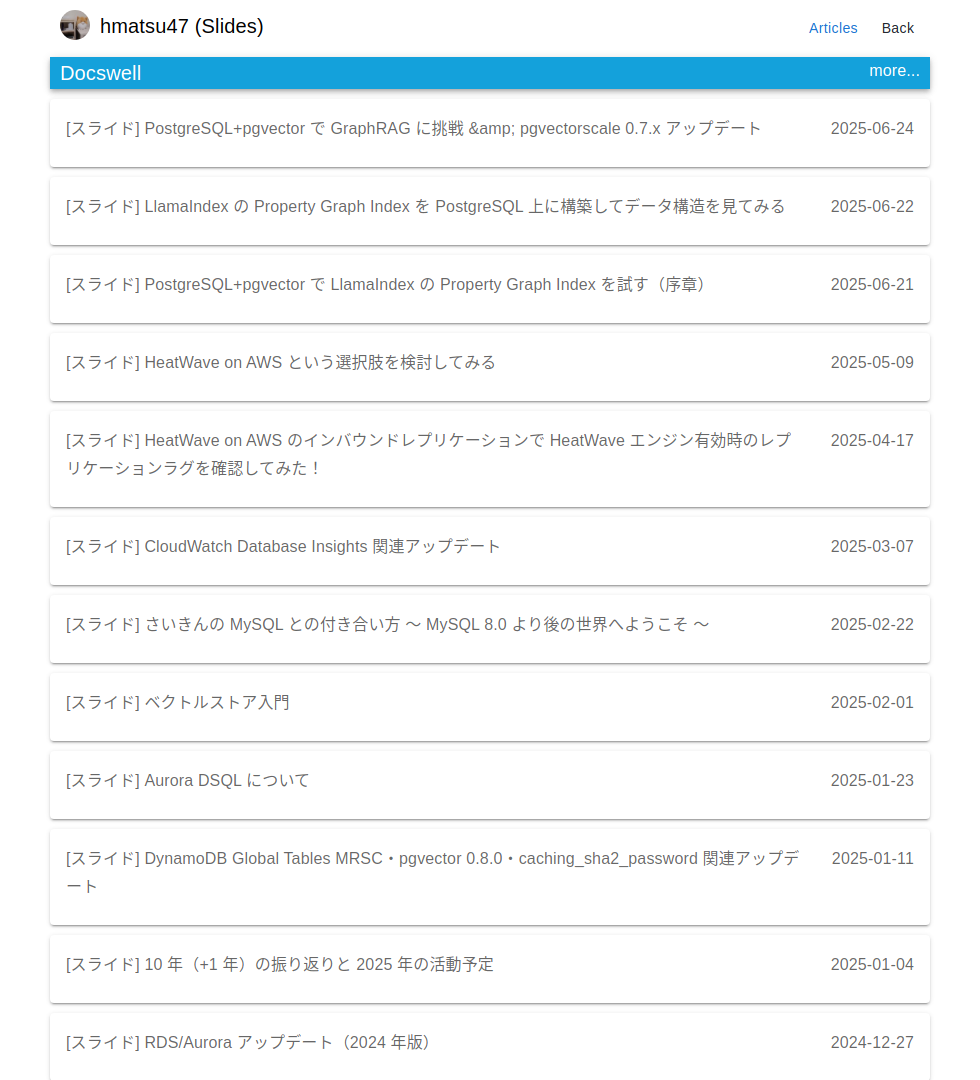 hmatsu47 (Slides)
Articles
Back
Docswell
more...
[スライド] PostgreSQL+pgvector で GraphRAG に挑戦 &amp; pgvectorscale 0.7.x アップデート
2025-06-24
[スライド] LlamaIndex の Property Graph Index を PostgreSQL 上に構築してデータ構造を見てみる
2025-06-22
[スライド] PostgreSQL+pgvector で LlamaIndex の Property Graph Index を試す（序章）
2025-06-21
[スライド] HeatWave on AWS という選択肢を検討してみる
2025-05-09
[スライド] HeatWave on AWS のインバウンドレプリケーションで HeatWave エンジン有効時のレプ
リケーションラグを確認してみた！
2025-04-17
[スライド] CloudWatch Database Insights 関連アップデート
2025-03-07
[スライド] さいきんの MySQL との付き合い方 〜 MySQL 8.0 より後の世界へようこそ 〜
2025-02-22
[スライド] ベクトルストア入門
2025-02-01
[スライド] Aurora DSQL について
2025-01-23
[スライド] DynamoDB Global Tables MRSC・pgvector 0.8.0・caching_sha2_password 関連アップデ
ート
2025-01-11
[スライド] 10 年（+1 年）の振り返りと 2025 年の活動予定
2025-01-04
[スライド] RDS/Aurora アップデート（2024 年版）
2024-12-27